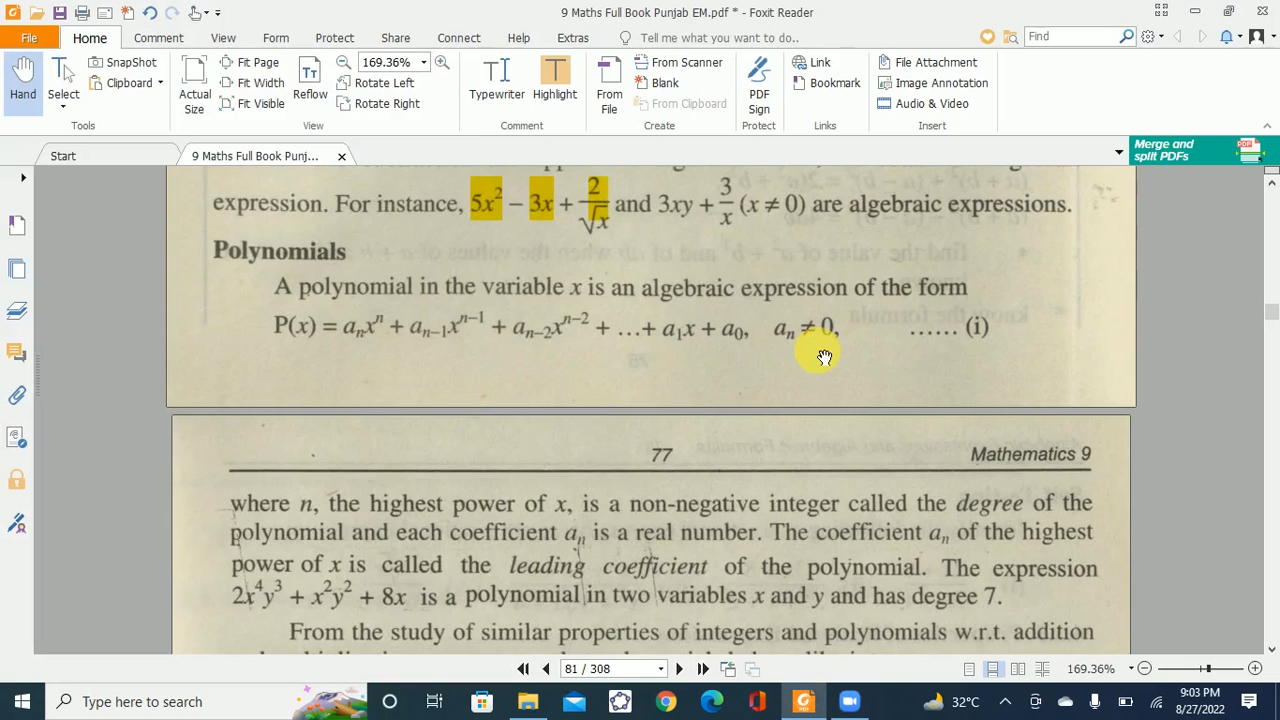 9 Maths Full Book Punjab EM.pdf * - Foxit Reader
File Home Comment View Form Protect Share Connect Help Extras Tell me what you want to do... Find
Hand
Select
SnapShot
Clipboard
Tools
Actual Size
Fit Page
Fit Width
Fit Visible
Reflow
169.36%
Rotate Left
Rotate Right
View
Typewriter
Highlight
Comment
From File
From Scanner
Blank
From Clipboard
Create
PDF Sign
Protect
Link
Bookmark
Links
File Attachment
Image Annotation
Audio & Video
Insert
Start 9 Maths Full Book Punj...
Merge and split PDFs
expression. For instance, 5x² − 3x + 2/√x and 3xy + 3/x (x ≠ 0) are algebraic expressions.
Polynomials
A polynomial in the variable x is an algebraic expression of the form
P(x) = aₙxⁿ + aₙ₋₁xⁿ⁻¹ + aₙ₋₂xⁿ⁻² + …+ a₁x + a₀, aₙ ≠ 0, …… (i)
77 Mathematics 9
where n, the highest power of x, is a non-negative integer called the degree of the
polynomial and each coefficient aₙ is a real number. The coefficient aₙ of the highest
power of x is called the leading coefficient of the polynomial. The expression
2x⁴y³ + x²y² + 8x is a polynomial in two variables x and y and has degree 7.
From the study of similar properties of integers and polynomials w.r.t. addition
81 / 308 169.36%
Type here to search
32°C
9:03 PM
8/27/2022